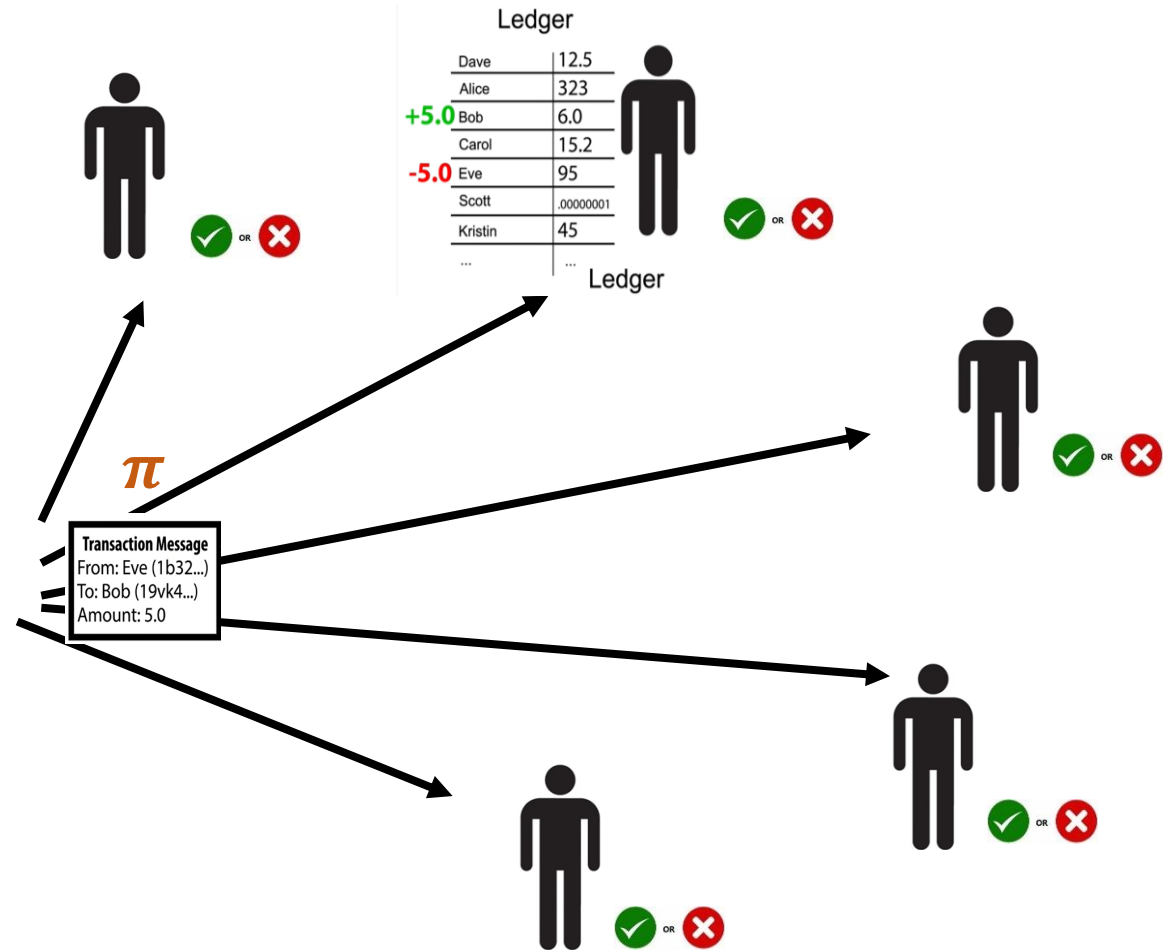 Ledger
Dave 12.5
Alice 323
+5.0 Bob 6.0
Carol 15.2
-5.0 Eve 95
Scott .00000001
Kristin 45
... ...
Ledger
OR
OR
OR
π
Transaction Message
From: Eve (1b32...)
To: Bob (19vk4...)
Amount: 5.0
OR
OR